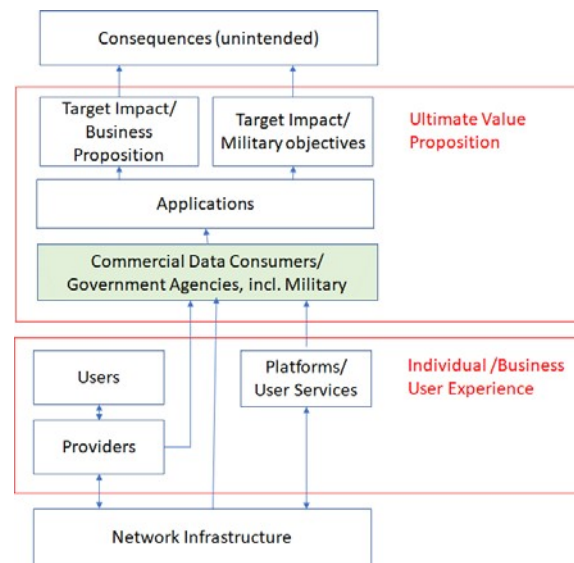 Consequences (unintended)
Target Impact/
Business
Proposition
Target Impact/
Military objectives
Ultimate Value
Proposition
Applications
Commercial Data Consumers/
Government Agencies, incl. Military
Users
Platforms/
User Services
Individual /Business
User Experience
Providers
Network Infrastructure